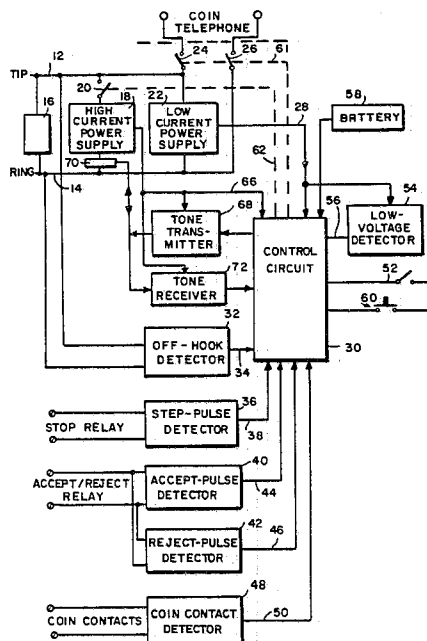 COIN
TELEPHONE
24
26
61
12
TIP
20
18
22
16
HIGH
CURRENT
POWER
SUPPLY
LOW
CURRENT
POWER
SUPPLY
28
58
BATTERY
70
RING
14
62
66
68
54
TONE
TRANS-
MITTER
56
LOW-
VOLTAGE
DETECTOR
CONTROL
CIRCUIT
72
TONE
RECEIVER
52
60
32
30
OFF-HOOK
DETECTOR
34
36
STEP-PULSE
DETECTOR
STOP RELAY
38
40
ACCEPT-PULSE
DETECTOR
ACCEPT/REJECT
RELAY
44
42
REJECT-PULSE
DETECTOR
46
48
COIN CONTACT
DETECTOR
COIN CONTACTS
50